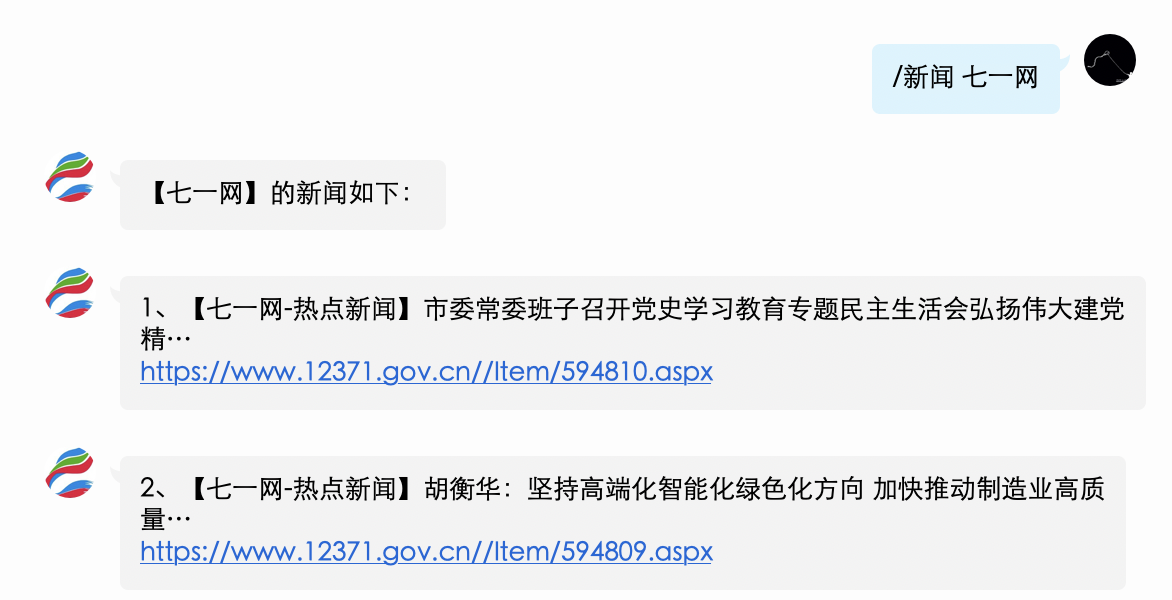 /新闻 七一网
【七一网】的新闻如下：
1、【七一网-热点新闻】市委常委班子召开党史学习教育专题民主生活会弘扬伟大建党
精…
https://www.12371.gov.cn//Item/594810.aspx
2、【七一网-热点新闻】胡衡华：坚持高端化智能化绿色化方向 加快推动制造业高质
量…
https://www.12371.gov.cn//Item/594809.aspx